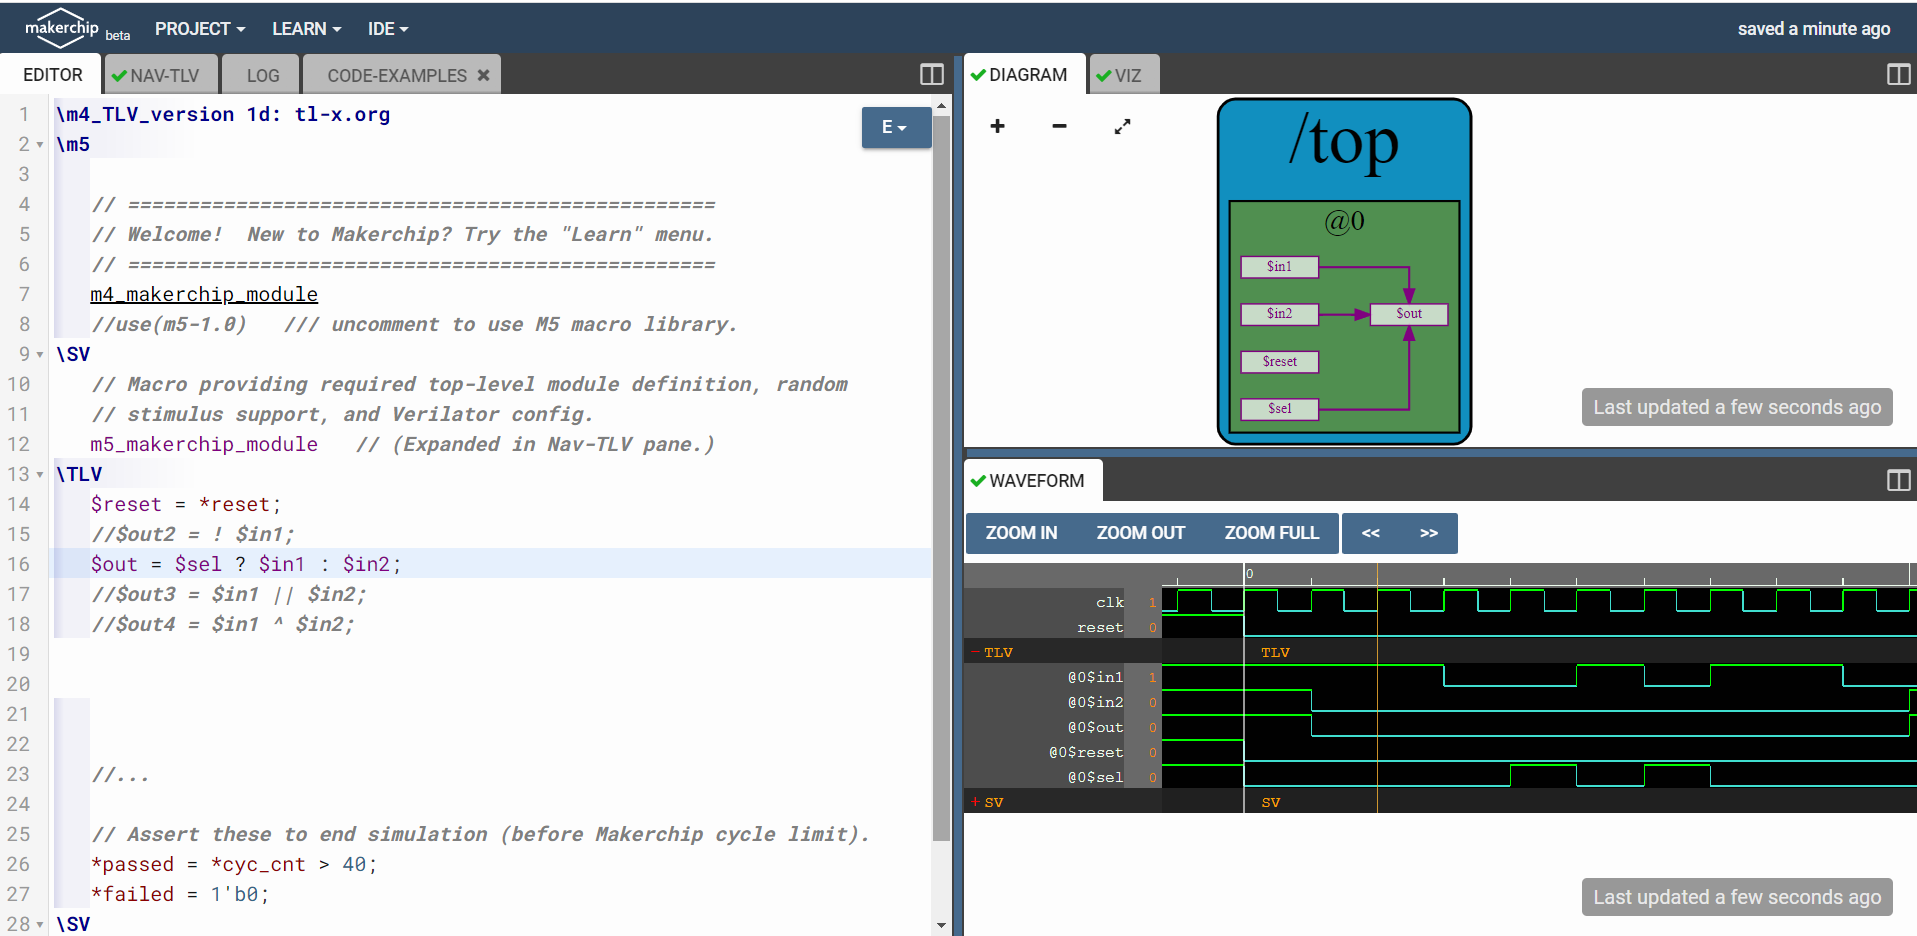 makerchip beta PROJECT LEARN IDE saved a minute ago
EDITOR NAV-TLV LOG CODE-EXAMPLES
1 \m4_TLV_version 1d: tl-x.org
2 \m5
3
4 // =================================================
5 // Welcome!  New to Makerchip? Try the "Learn" menu.
6 // =================================================
7 m4_makerchip_module
8 //use(m5-1.0)   /// uncomment to use M5 macro library.
9 \SV
10 // Macro providing required top-level module definition, random
11 // stimulus support, and Verilator config.
12 m5_makerchip_module   // (Expanded in Nav-TLV pane.)
13 \TLV
14 $reset = *reset;
15 //$out2 = ! $in1;
16 $out = $sel ? $in1 : $in2;
17 //$out3 = $in1 || $in2;
18 //$out4 = $in1 ^ $in2;
19
20
21
22
23 //...
24
25 // Assert these to end simulation (before Makerchip cycle limit).
26 *passed = *cyc_cnt > 40;
27 *failed = 1'b0;
28 \SV
E
DIAGRAM VIZ
/top
@0
$in1
$in2
$out
$reset
$sel
Last updated a few seconds ago
WAVEFORM
ZOOM IN ZOOM OUT ZOOM FULL << >>
0
clk 1
reset 0
- TLV TLV
@0$in1 1
@0$in2 0
@0$out 0
@0$reset 0
@0$sel 0
+ SV SV
Last updated a few seconds ago